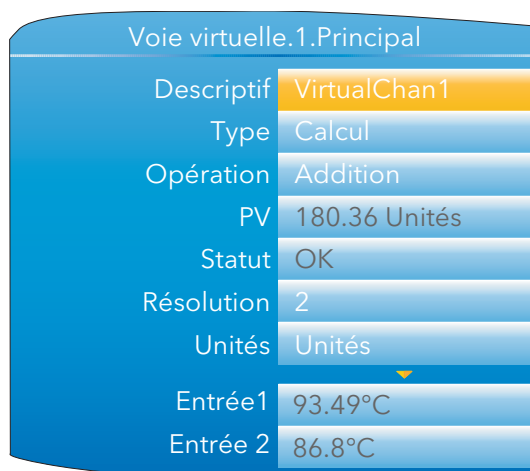 Voie virtuelle.1.Principal
Descriptif VirtualChan1
Type Calcul
Opération Addition
PV 180.36 Unités
Statut OK
Résolution 2
Unités Unités
Entrée1 93.49°C
Entrée 2 86.8°C